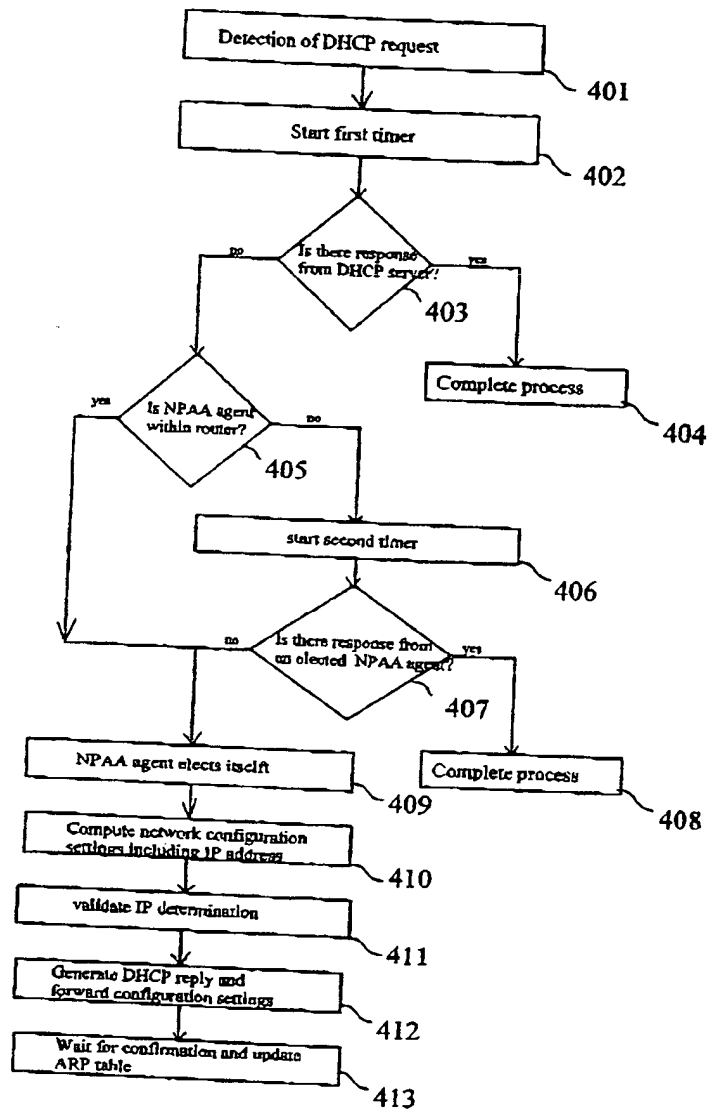 Detection of DHCP request
401
Start first timer
402
no
Is there response
from DHCP server?
yes
403
Complete process
404
yes
Is NPAA agent
within router?
no
405
start second timer
406
no
Is there response from
an elected NPAA agent?
yes
407
NPAA agent elects itself
409
Complete process
408
Compute network configuration
settings including IP address
410
validate IP determination
411
Generate DHCP reply and
forward configuration settings
412
Wait for confirmation and update
ARP table
413